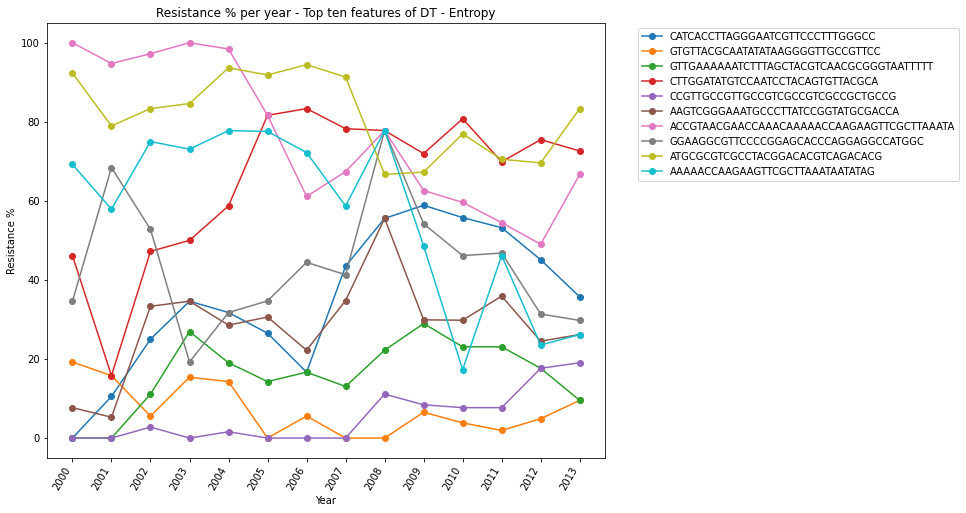 Resistance % per year - Top ten features of DT - Entropy
100
80
60
40
20
0
Resistance %
2000
2001
2002
2003
2004
2005
2006
2007
2008
2009
2010
2011
2012
2013
Year
CATCACCTTAGGGAATCGTTCCCTTTGGGCC
GTGTTACGCAATATATAAGGGGTTGCCGTTCC
GTTGAAAAAATCTTTAGCTACGTCAACGCGGGTAATTTTT
CTTGGATATGTCCAATCCTACAGTGTTACGCA
CCGTTGCCGTTGCCGTCGCCGTCGCCGCTGCCG
AAGTCGGGAAATGCCCTTATCCGGTATGCGACCA
ACCGTAACGAACCAAACAAAAACCAAGAAGTTCGCTTAAATA
GGAAGGCGTTCCCCGGAGCACCCAGGAGGCCATGGC
ATGCGCGTCGCCTACGGACACGTCAGACACG
AAAAACCAAGAAGTTCGCTTAAATAATATAG